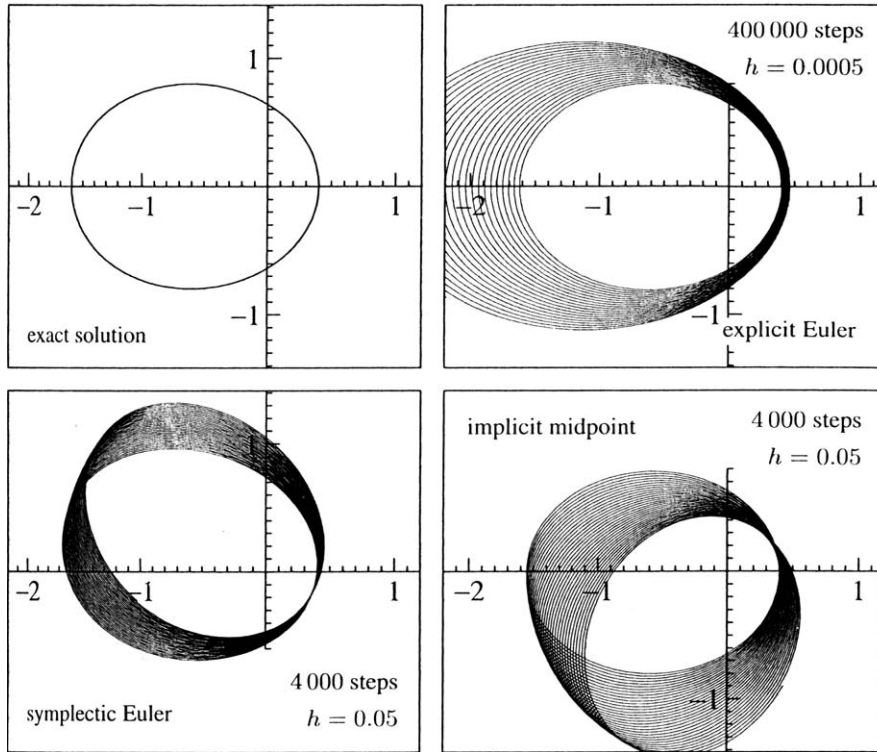 1
-2
-1
1
-1
exact solution
400 000 steps
h = 0.0005
-2
-1
1
-1
explicit Euler
1
-2
-1
1
4 000 steps
symplectic Euler
h = 0.05
implicit midpoint
4 000 steps
h = 0.05
-2
-1
1
-1